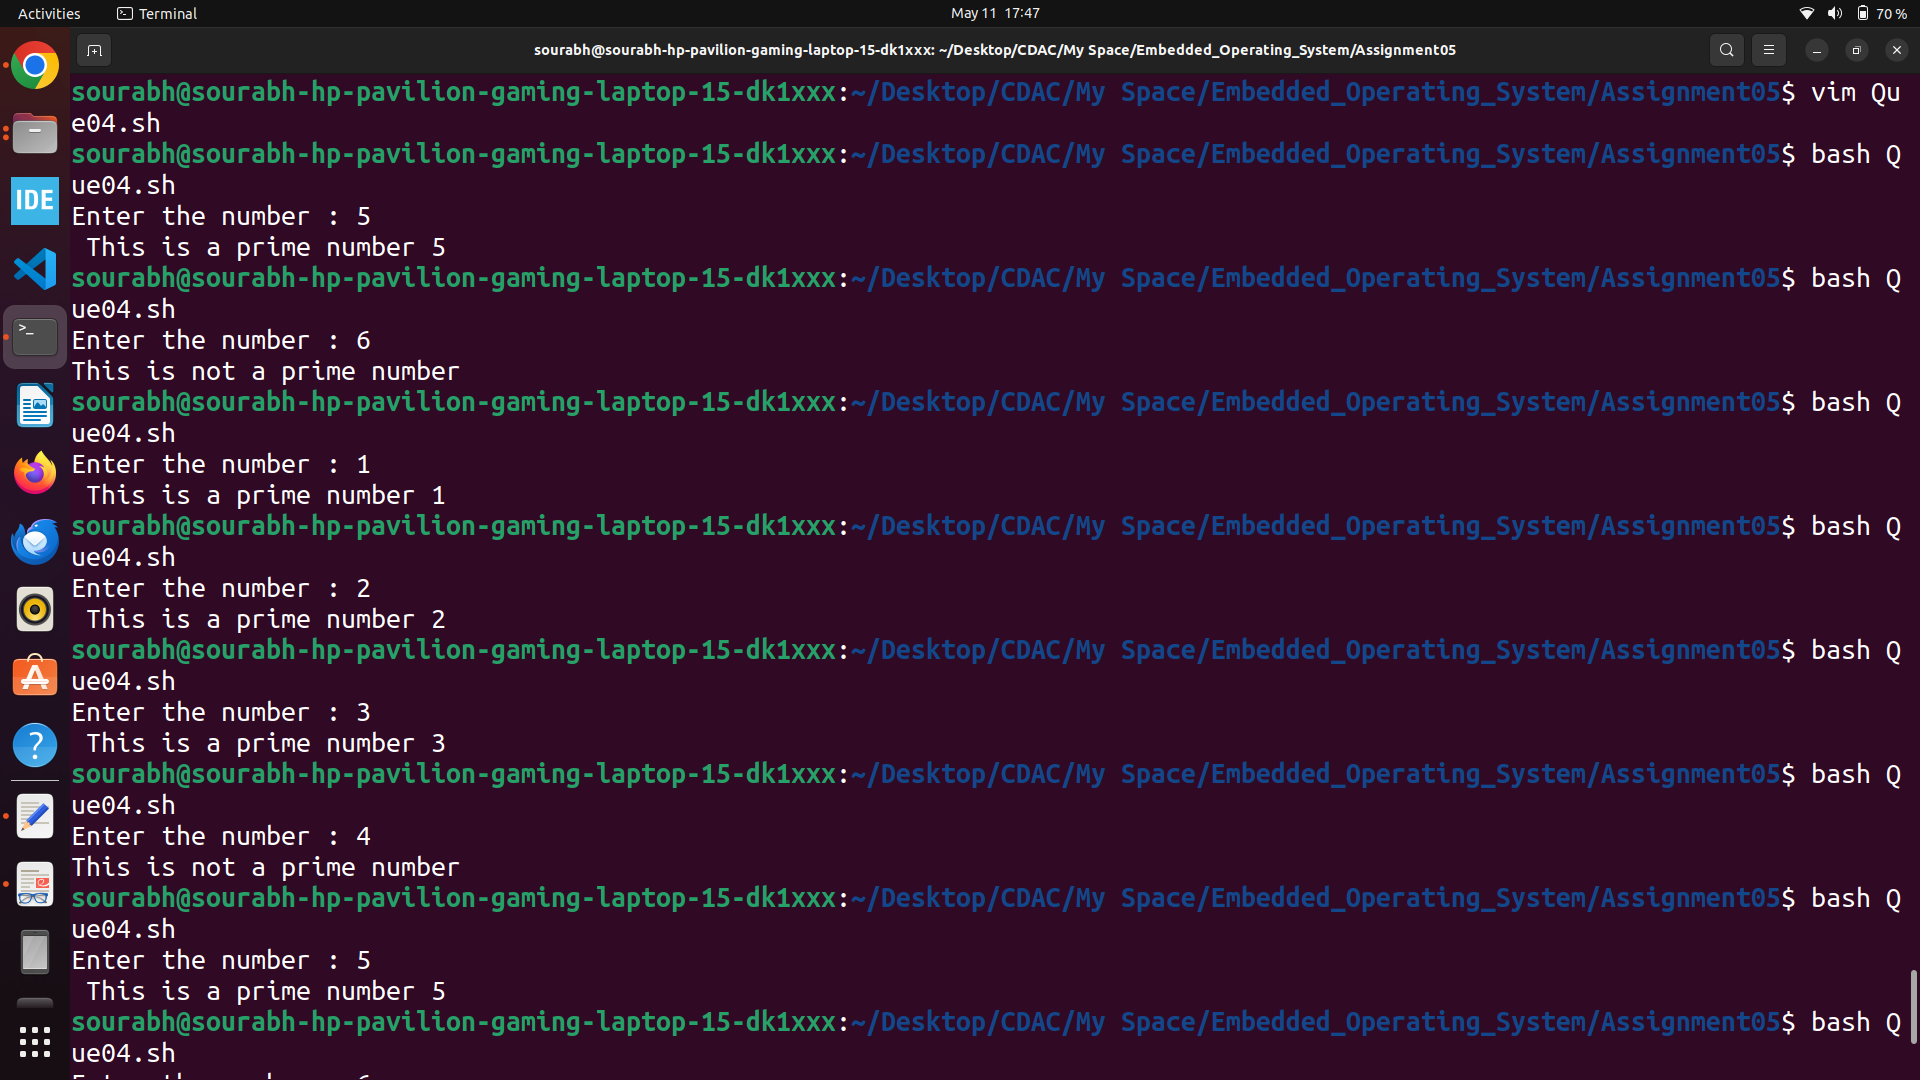 Activities
Terminal
May 11 17:47
70 %
sourabh@sourabh-hp-pavilion-gaming-laptop-15-dk1xxx: ~/Desktop/CDAC/My Space/Embedded_Operating_System/Assignment05
sourabh@sourabh-hp-pavilion-gaming-laptop-15-dk1xxx:~/Desktop/CDAC/My Space/Embedded_Operating_System/Assignment05$ vim Qu
e04.sh
sourabh@sourabh-hp-pavilion-gaming-laptop-15-dk1xxx:~/Desktop/CDAC/My Space/Embedded_Operating_System/Assignment05$ bash Q
ue04.sh
Enter the number : 5
 This is a prime number 5
sourabh@sourabh-hp-pavilion-gaming-laptop-15-dk1xxx:~/Desktop/CDAC/My Space/Embedded_Operating_System/Assignment05$ bash Q
ue04.sh
Enter the number : 6
This is not a prime number
sourabh@sourabh-hp-pavilion-gaming-laptop-15-dk1xxx:~/Desktop/CDAC/My Space/Embedded_Operating_System/Assignment05$ bash Q
ue04.sh
Enter the number : 1
 This is a prime number 1
sourabh@sourabh-hp-pavilion-gaming-laptop-15-dk1xxx:~/Desktop/CDAC/My Space/Embedded_Operating_System/Assignment05$ bash Q
ue04.sh
Enter the number : 2
 This is a prime number 2
sourabh@sourabh-hp-pavilion-gaming-laptop-15-dk1xxx:~/Desktop/CDAC/My Space/Embedded_Operating_System/Assignment05$ bash Q
ue04.sh
Enter the number : 3
 This is a prime number 3
sourabh@sourabh-hp-pavilion-gaming-laptop-15-dk1xxx:~/Desktop/CDAC/My Space/Embedded_Operating_System/Assignment05$ bash Q
ue04.sh
Enter the number : 4
This is not a prime number
sourabh@sourabh-hp-pavilion-gaming-laptop-15-dk1xxx:~/Desktop/CDAC/My Space/Embedded_Operating_System/Assignment05$ bash Q
ue04.sh
Enter the number : 5
 This is a prime number 5
sourabh@sourabh-hp-pavilion-gaming-laptop-15-dk1xxx:~/Desktop/CDAC/My Space/Embedded_Operating_System/Assignment05$ bash Q
ue04.sh
IDE